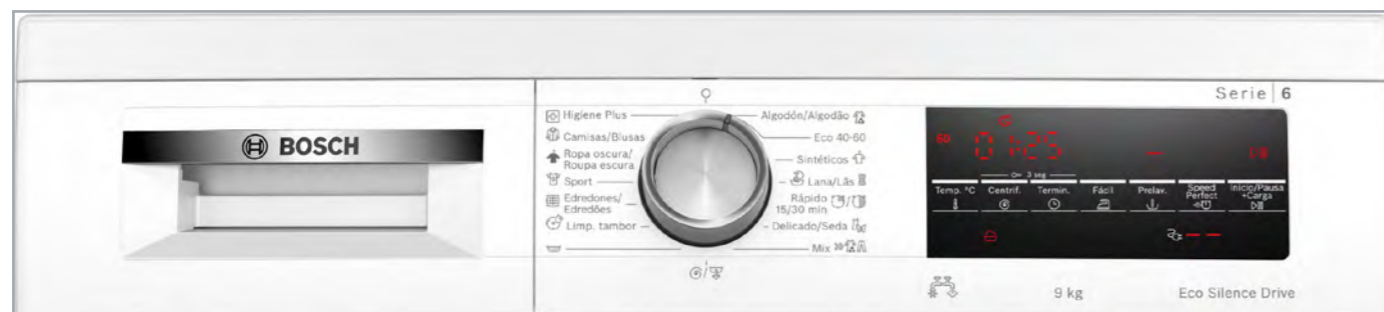 Serie 6
BOSCH
Higiene Plus
Camisas/Blusas
Ropa oscura/
Roupa escura
Sport
Edredones/
Edredões
Limp. tambor
Algodón/Algodão
Eco 40-60
Sintéticos
Lana/Lãs
Rápido
15/30 min
Delicado/Seda
Mix
60 01:25
3 seg
Temp. °C
Centrif.
Termin.
Fácil
Prelav.
Speed
Perfect
Inicio/Pausa
+Carga
9 kg
Eco Silence Drive